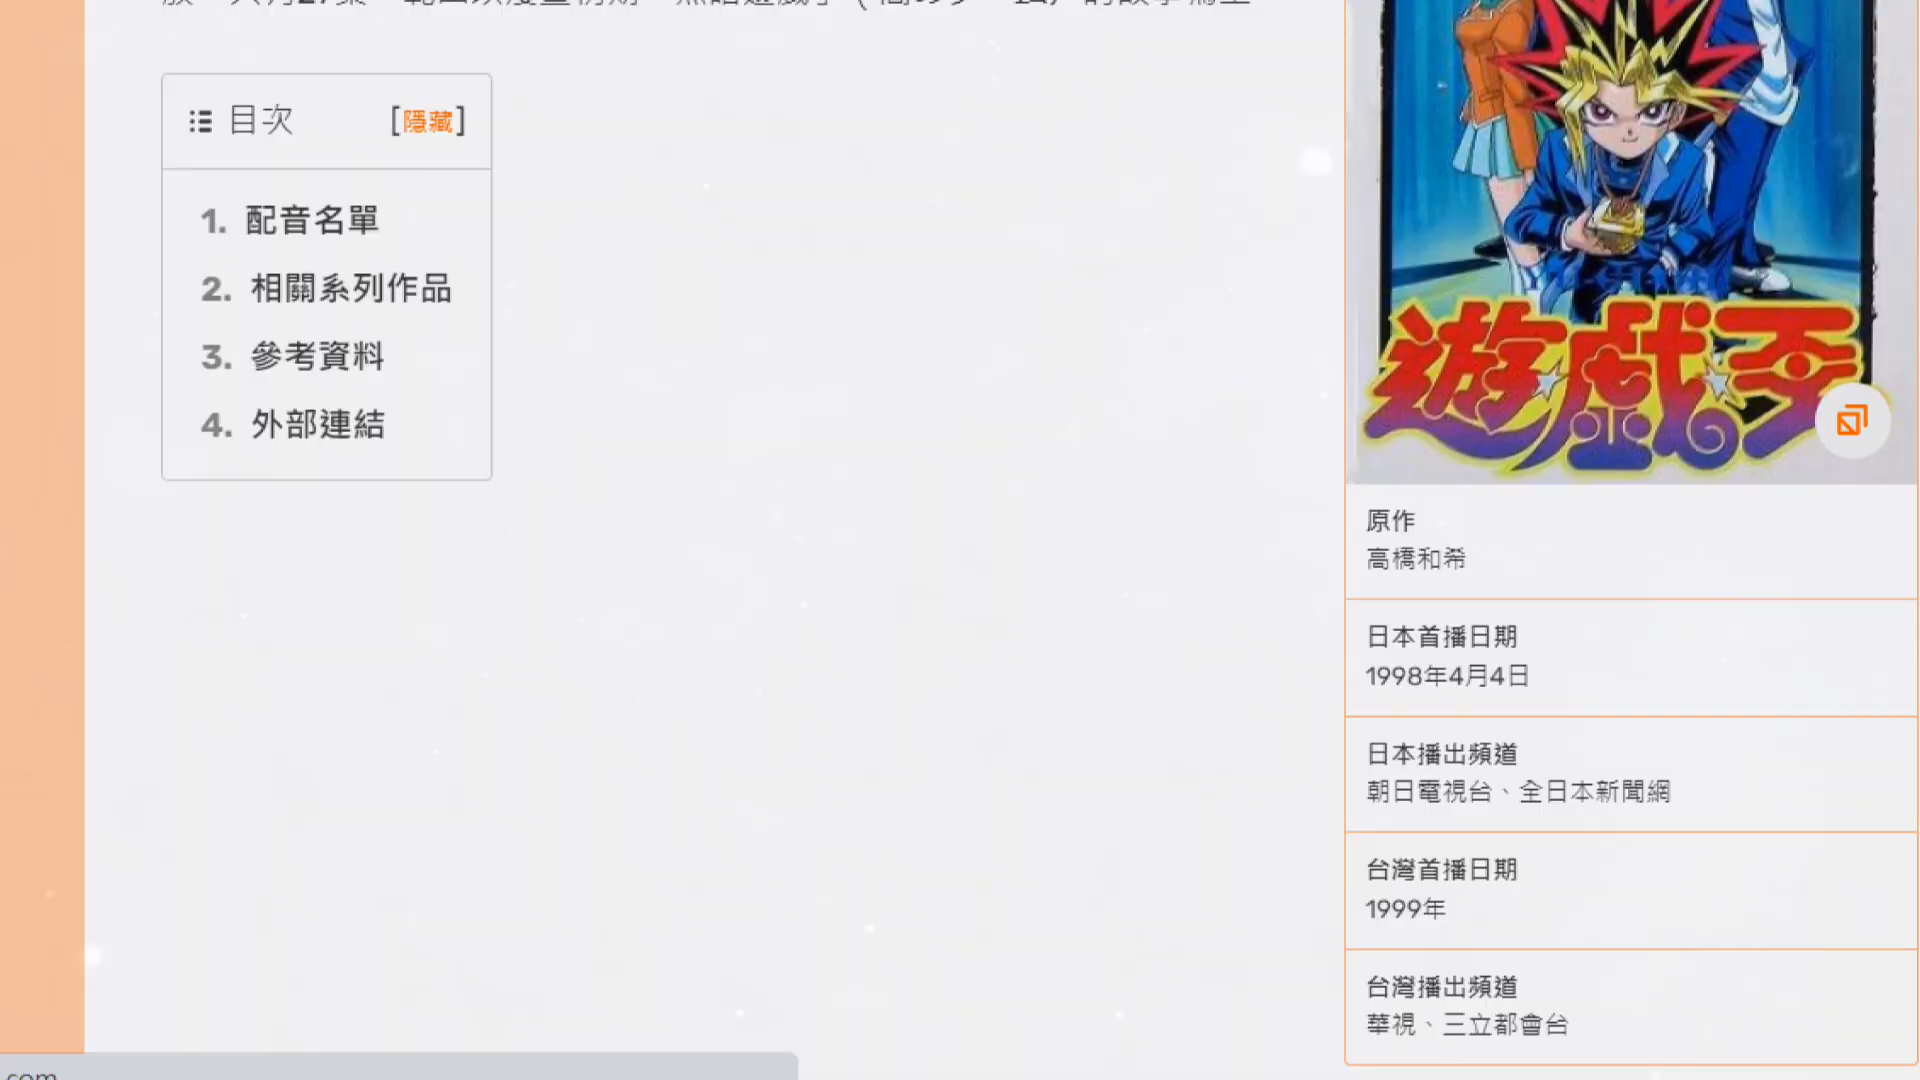 目次 [隱藏]
1. 配音名單
2. 相關系列作品
3. 參考資料
4. 外部連結
遊戲王
原作
高橋和希
日本首播日期
1998年4月4日
日本播出頻道
朝日電視台、全日本新聞網
台灣首播日期
1999年
台灣播出頻道
華視、三立都會台
.com